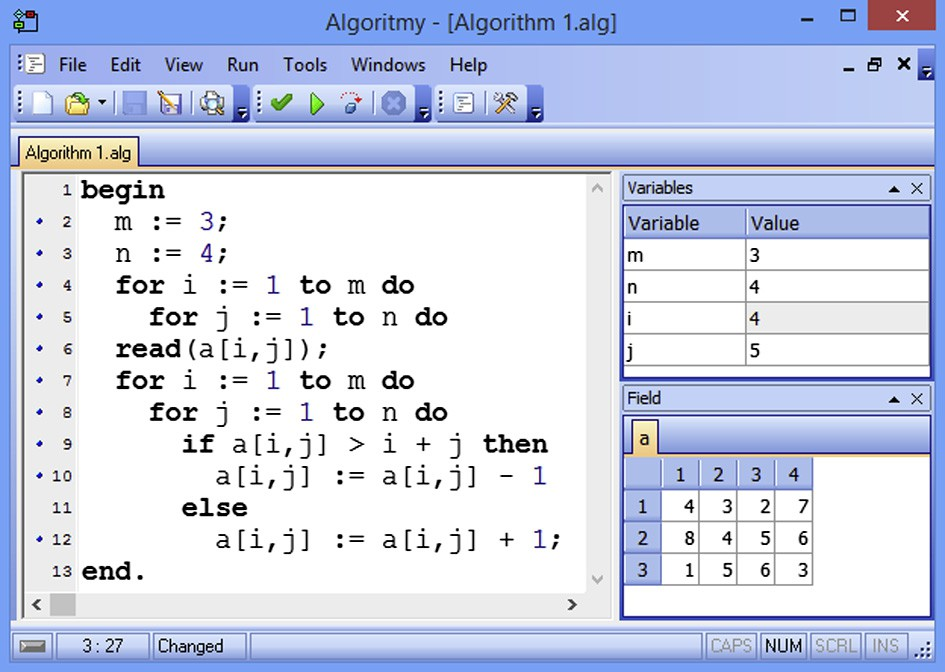 Algoritmy - [Algorithm 1.alg]
File Edit View Run Tools Windows Help
Algorithm 1.alg
1 begin
2 m := 3;
3 n := 4;
4 for i := 1 to m do
5 for j := 1 to n do
6 read(a[i,j]);
7 for i := 1 to m do
8 for j := 1 to n do
9 if a[i,j] > i + j then
10 a[i,j] := a[i,j] - 1
11 else
12 a[i,j] := a[i,j] + 1;
13 end.
Variables
Variable Value
m 3
n 4
i 4
j 5
Field
a
1 2 3 4
1 4 3 2 7
2 8 4 5 6
3 1 5 6 3
3 : 27 Changed CAPS NUM SCRL INS